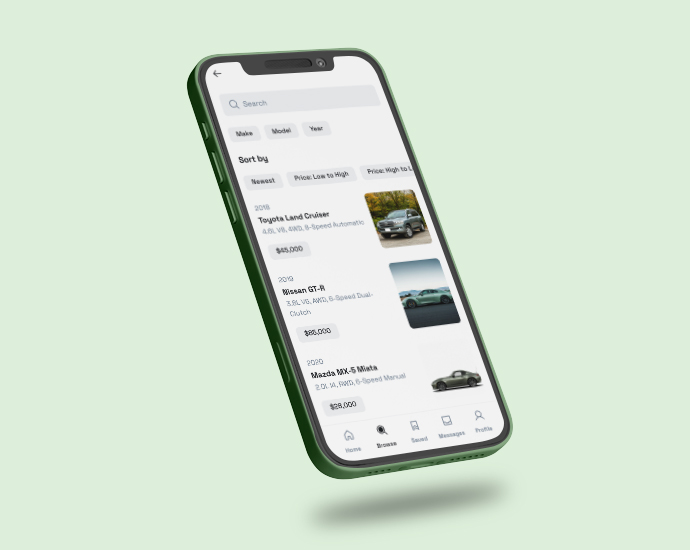 Search
Make Model Year
Sort by
Newest Price: Low to High Price: High to L
2018
Toyota Land Cruiser
4.6L V8, 4WD, 8-Speed Automatic
$45,000
2019
Nissan GT-R
3.8L V6, AWD, 6-Speed Dual-
Clutch
$85,000
2020
Mazda MX-5 Miata
2.0L I4, RWD, 6-Speed Manual
$28,000
Home Browse Saved Messages Profile